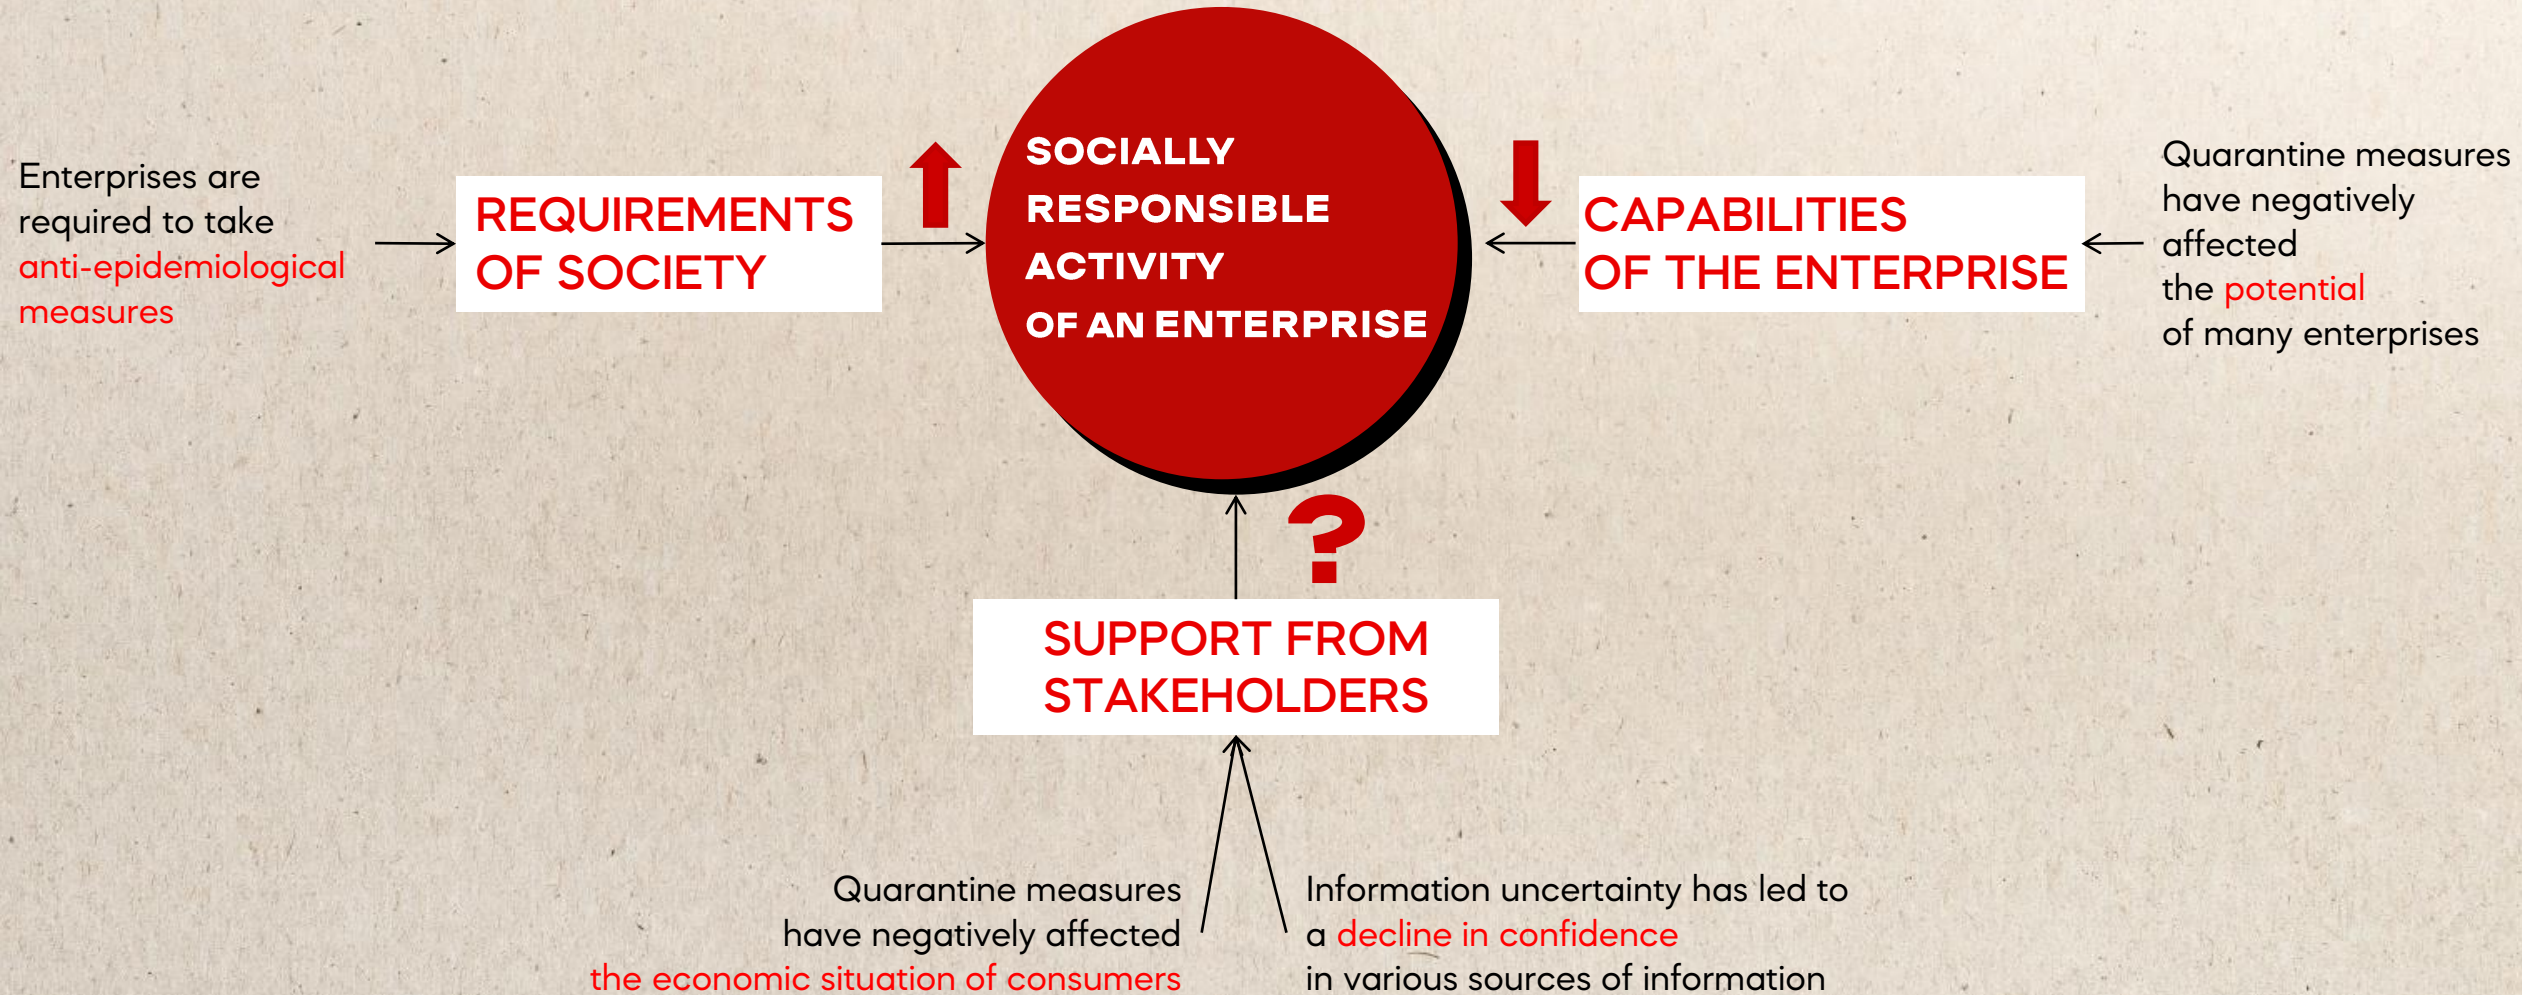 Enterprises are
required to take
anti-epidemiological
measures
REQUIREMENTS
OF SOCIETY
SOCIALLY
RESPONSIBLE
ACTIVITY
OF AN ENTERPRISE
CAPABILITIES
OF THE ENTERPRISE
Quarantine measures
have negatively
affected
the potential
of many enterprises
?
SUPPORT FROM
STAKEHOLDERS
Quarantine measures
have negatively affected
the economic situation of consumers
Information uncertainty has led to
a decline in confidence
in various sources of information